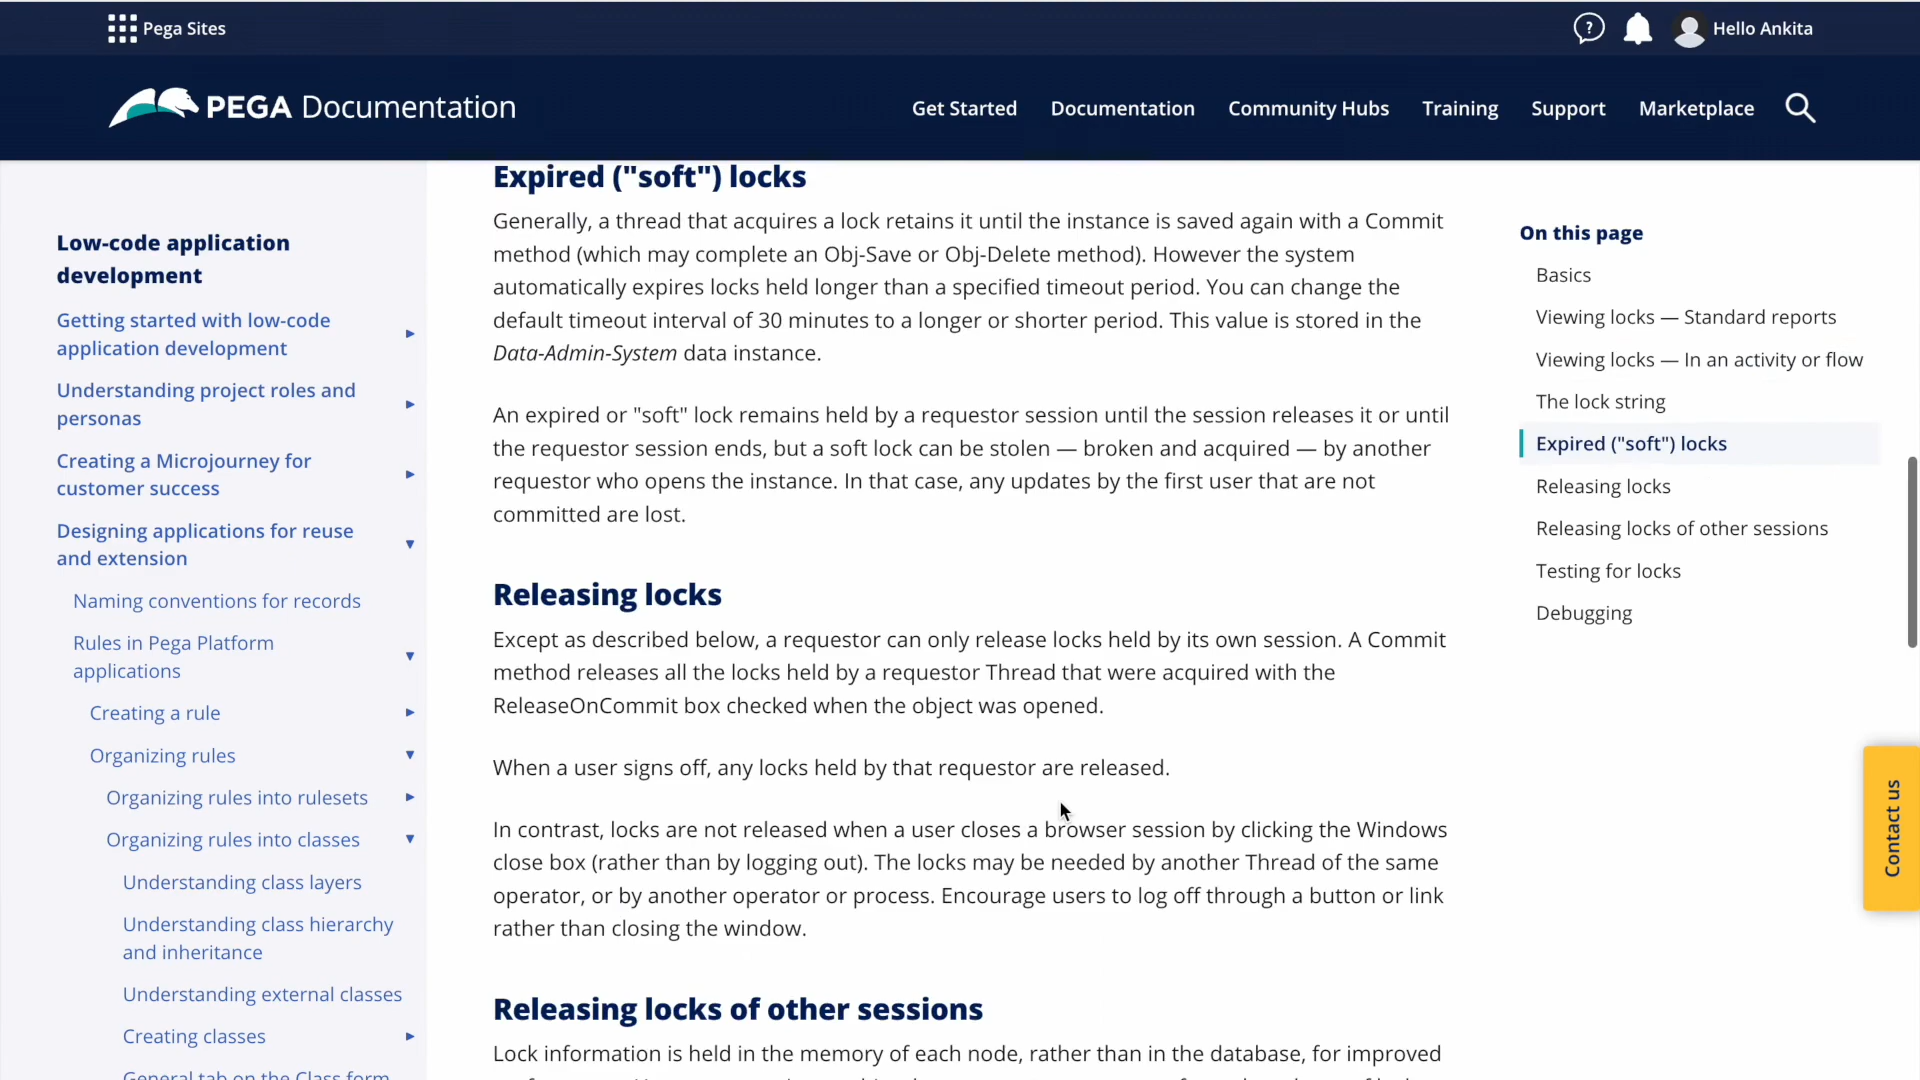 Pega Sites
Hello Ankita
PEGA Documentation
Get Started
Documentation
Community Hubs
Training
Support
Marketplace
Low-code application
development
Getting started with low-code
application development
Understanding project roles and
personas
Creating a Microjourney for
customer success
Designing applications for reuse
and extension
Naming conventions for records
Rules in Pega Platform
applications
Creating a rule
Organizing rules
Organizing rules into rulesets
Organizing rules into classes
Understanding class layers
Understanding class hierarchy
and inheritance
Understanding external classes
Creating classes
General tab on the Class form
Expired ("soft") locks
Generally, a thread that acquires a lock retains it until the instance is saved again with a Commit
method (which may complete an Obj-Save or Obj-Delete method). However the system
automatically expires locks held longer than a specified timeout period. You can change the
default timeout interval of 30 minutes to a longer or shorter period. This value is stored in the
Data-Admin-System data instance.
An expired or "soft" lock remains held by a requestor session until the session releases it or until
the requestor session ends, but a soft lock can be stolen — broken and acquired — by another
requestor who opens the instance. In that case, any updates by the first user that are not
committed are lost.
Releasing locks
Except as described below, a requestor can only release locks held by its own session. A Commit
method releases all the locks held by a requestor Thread that were acquired with the
ReleaseOnCommit box checked when the object was opened.
When a user signs off, any locks held by that requestor are released.
In contrast, locks are not released when a user closes a browser session by clicking the Windows
close box (rather than by logging out). The locks may be needed by another Thread of the same
operator, or by another operator or process. Encourage users to log off through a button or link
rather than closing the window.
Releasing locks of other sessions
Lock information is held in the memory of each node, rather than in the database, for improved
On this page
Basics
Viewing locks — Standard reports
Viewing locks — In an activity or flow
The lock string
Expired ("soft") locks
Releasing locks
Releasing locks of other sessions
Testing for locks
Debugging
Contact us